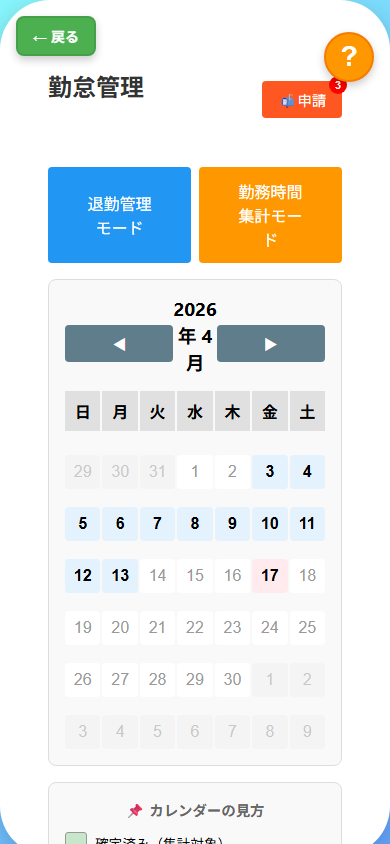 ←戻る
?
勤怠管理
📬申請
3
退勤管理
モード
勤務時間
集計モー
ド
2026
◀ 年 4 ▶
月
日 月 火 水 木 金 土
29 30 31 1 2 3 4
5 6 7 8 9 10 11
12 13 14 15 16 17 18
19 20 21 22 23 24 25
26 27 28 29 30 1 2
3 4 5 6 7 8 9
📌 カレンダーの見方
確定済み（集計対象）